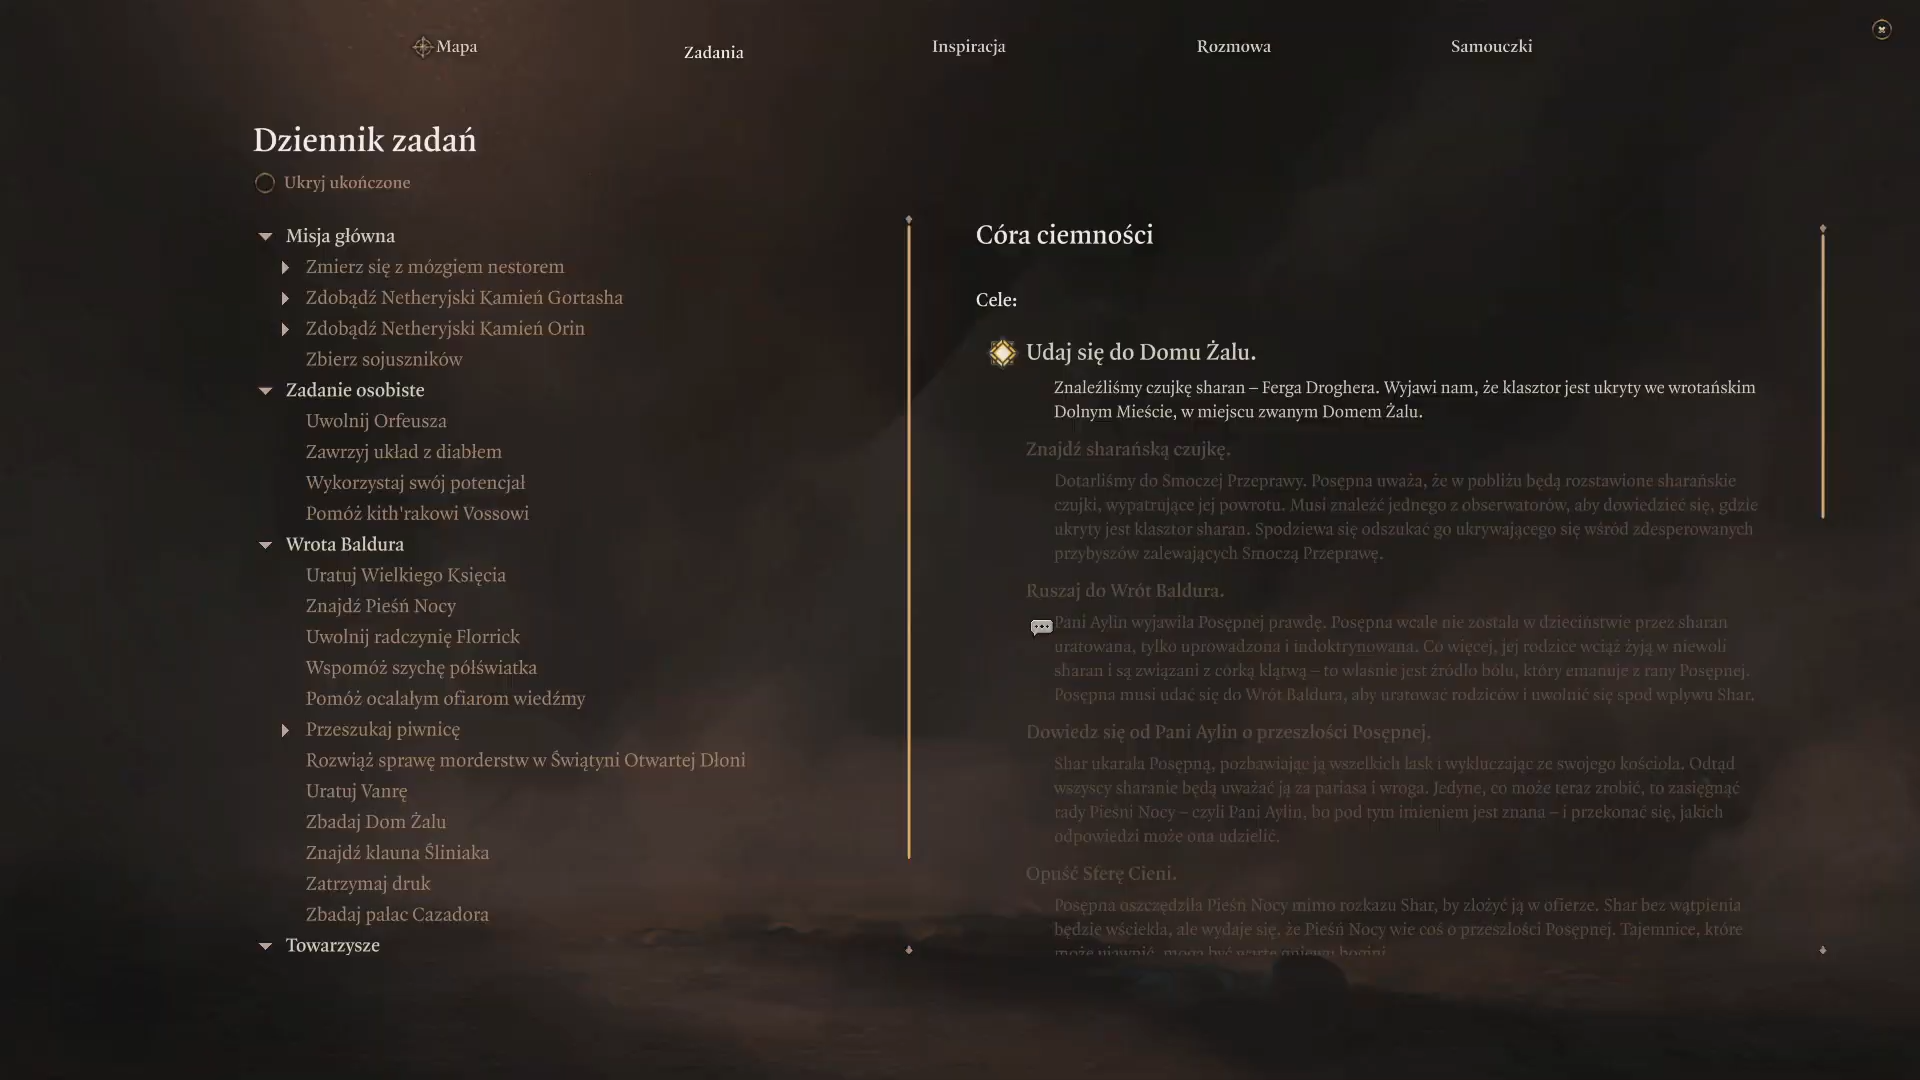 Mapa
Zadania
Inspiracja
Rozmowa
Samouczki
Dziennik zadań
Ukryj ukończone
Misja główna
Zmierz się z mózgiem nestorem
Zdobądź Netheryjski Kamień Gortasha
Zdobądź Netheryjski Kamień Orin
Zbierz sojuszników
Zadanie osobiste
Uwolnij Orfeusza
Zawrzyj układ z diabłem
Wykorzystaj swój potencjał
Pomóż kith'rakowi Vossowi
Wrota Baldura
Uratuj Wielkiego Księcia
Znajdź Pieśń Nocy
Uwolnij radczynię Florrick
Wspomóż szychę półświatka
Pomóż ocalałym ofiarom wiedźmy
Przeszukaj piwnicę
Rozwiąż sprawę morderstw w Świątyni Otwartej Dłoni
Uratuj Vanrę
Zbadaj Dom Żalu
Znajdź klauna Śliniaka
Zatrzymaj druk
Zbadaj pałac Cazadora
Towarzysze
Córa ciemności
Cele:
Udaj się do Domu Żalu.
Znaleźliśmy czujkę sharan – Ferga Droghera. Wyjawi nam, że klasztor jest ukryty we wrotańskim
Dolnym Mieście, w miejscu zwanym Domem Żalu.
Znajdź sharańską czujkę.
Dotarliśmy do Smoczej Przeprawy. Posępna uważa, że w pobliżu będą rozstawione sharańskie
czujki, wypatrujące jej powrotu. Musi znaleźć jednego z obserwatorów, aby dowiedzieć się, gdzie
ukryty jest klasztor sharan. Spodziewa się odszukać go ukrywającego się wśród zdesperowanych
przybyszów zalewających Smoczą Przeprawę.
Ruszaj do Wrót Baldura.
Pani Aylin wyjawiła Posępnej prawdę. Posępna wcale nie została w dzieciństwie przez sharan
uratowana, tylko uprowadzona i indoktrynowana. Co więcej, jej rodzice wciąż żyją w niewoli
sharan i są związani z córką klątwą – to właśnie jest źródło bólu, który emanuje z rany Posępnej.
Posępna musi udać się do Wrót Baldura, aby uratować rodziców i uwolnić się spod wpływu Shar.
Dowiedz się od Pani Aylin o przeszłości Posępnej.
Shar ukarała Posępną, pozbawiając ją wszelkich łask i wykluczając ze swojego kościoła. Odtąd
wszyscy sharanie będą uważać ją za pariasa i wroga. Jedyne, co może teraz zrobić, to zasięgnąć
rady Pieśni Nocy – czyli Pani Aylin, bo pod tym imieniem jest znana – i przekonać się, jakich
odpowiedzi może ona udzielić.
Opuść Sferę Cieni.
Posępna oszczędziła Pieśń Nocy mimo rozkazu Shar, by złożyć ją w ofierze. Shar bez wątpienia
będzie wściekła, ale wydaje się, że Pieśń Nocy wie coś o przeszłości Posępnej. Tajemnice, które
może ujawnić, mogą być warte gniewu bogini.